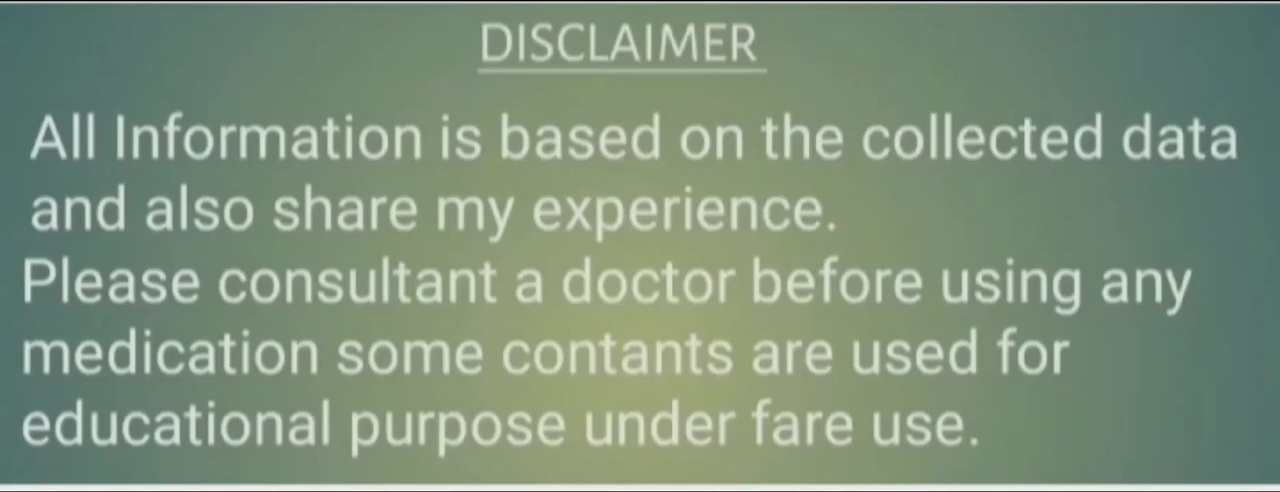 DISCLAIMER
All Information is based on the collected data
and also share my experience.
Please consultant a doctor before using any
medication some contants are used for
educational purpose under fare use.